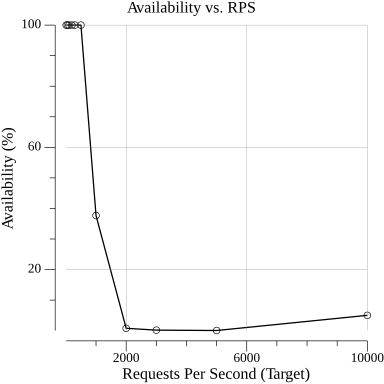 Availability vs. RPS
Availability (%)
100
60
20
2000
6000
10000
Requests Per Second (Target)